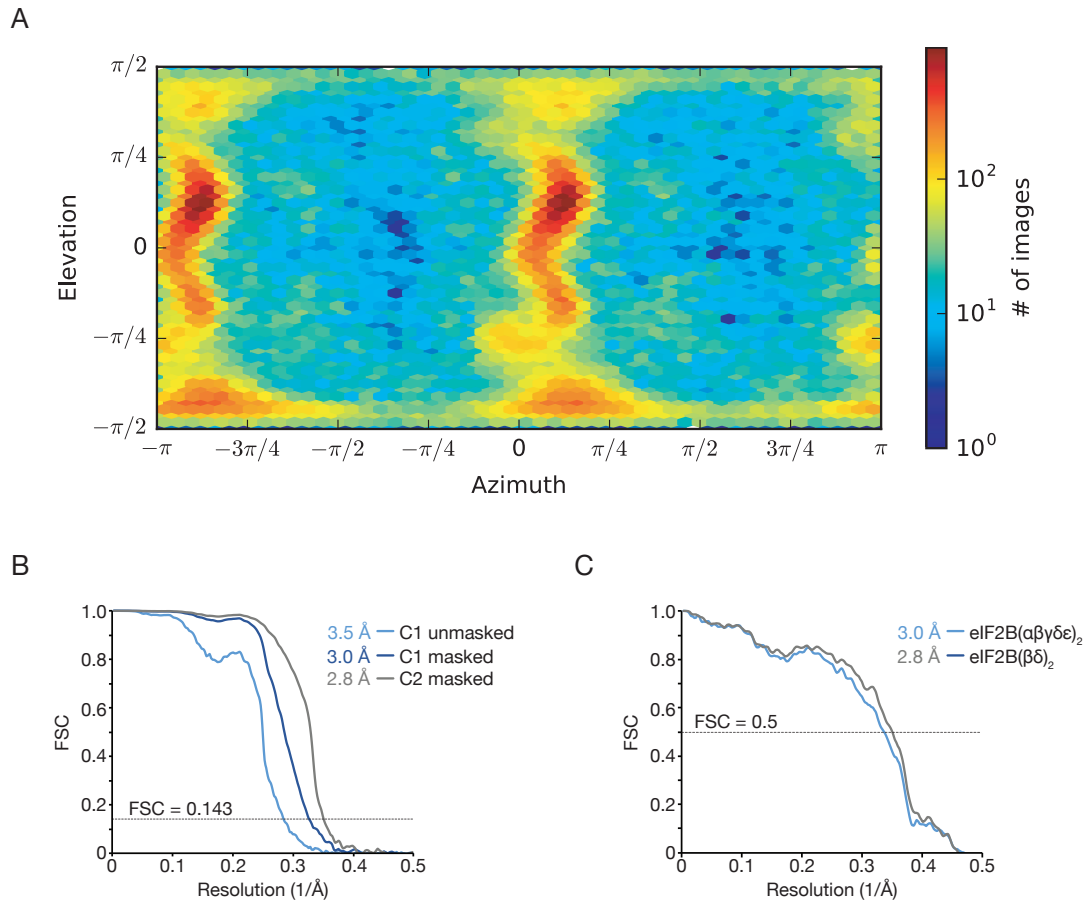 A
π/2
π/4
0
−π/4
−π/2
Elevation
−π −3π/4 −π/2 −π/4 0 π/4 π/2 3π/4 π
Azimuth
10²
10¹
10⁰
# of images
B
1.0
0.8
0.6
0.4
0.2
0
FSC
3.5 Å C1 unmasked
3.0 Å C1 masked
2.8 Å C2 masked
FSC = 0.143
0 0.1 0.2 0.3 0.4 0.5
Resolution (1/Å)
C
1.0
0.8
0.6
0.4
0.2
0
FSC
3.0 Å eIF2B(αβγδε)₂
2.8 Å eIF2B(βδ)₂
FSC = 0.5
0 0.1 0.2 0.3 0.4 0.5
Resolution (1/Å)